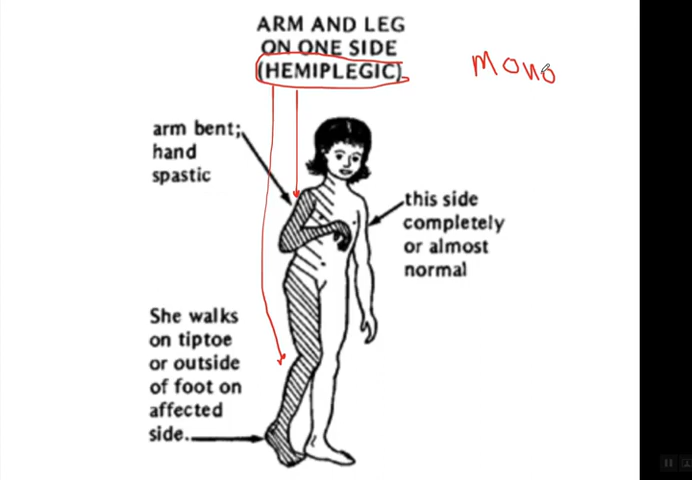 ARM AND LEG
ON ONE SIDE
(HEMIPLEGIC)
mono
arm bent;
hand
spastic
this side
completely
or almost
normal
She walks
on tiptoe
or outside
of foot on
affected
side.